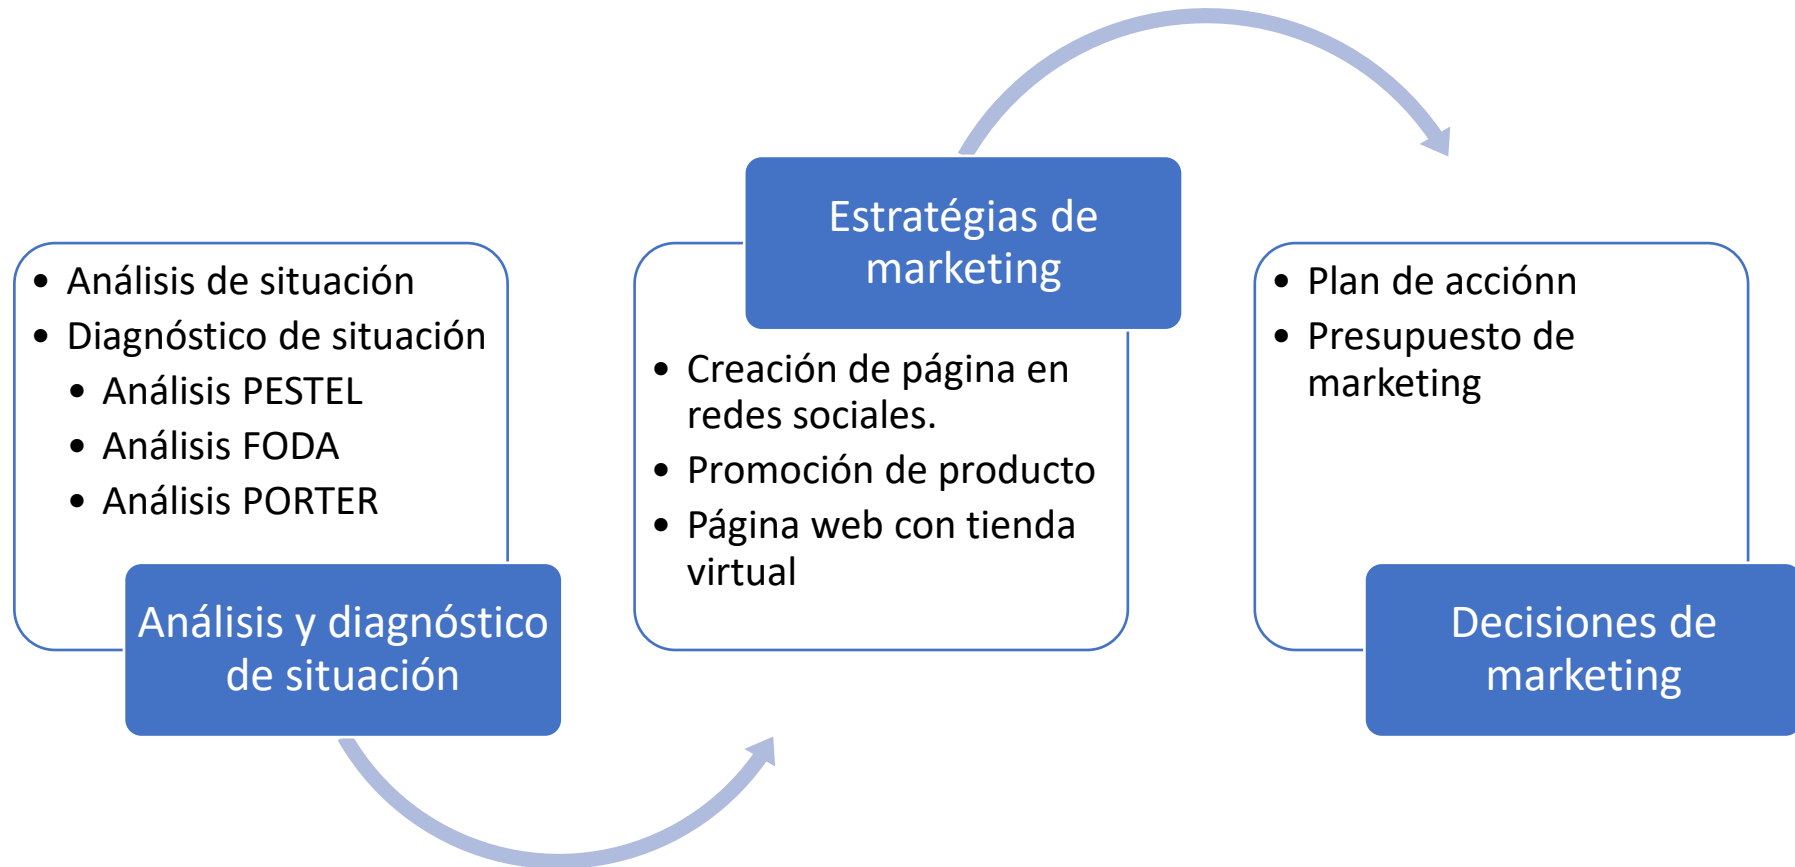 • Análisis de situación
• Diagnóstico de situación
• Análisis PESTEL
• Análisis FODA
• Análisis PORTER
Análisis y diagnóstico
de situación
Estratégias de
marketing
• Creación de página en
redes sociales.
• Promoción de producto
• Página web con tienda
virtual
• Plan de acciónn
• Presupuesto de
marketing
Decisiones de
marketing